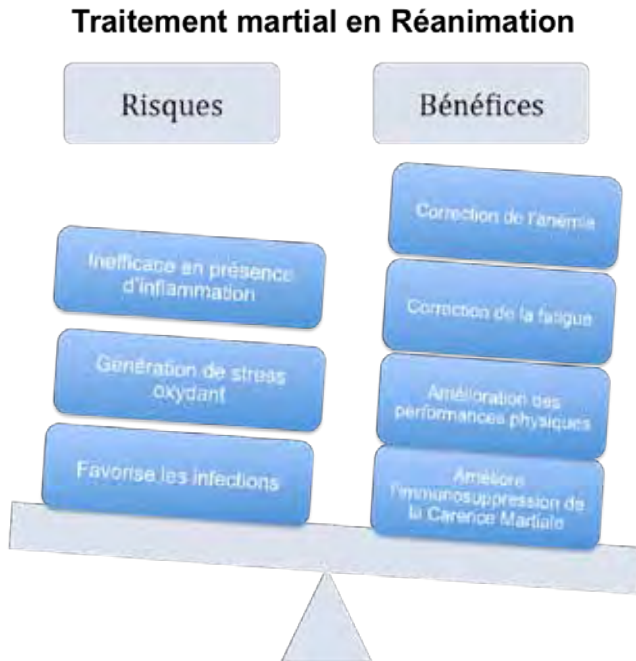 Traitement martial en Réanimation
Risques
Bénéfices
Inefficace en présence
d'inflammation
Génération de stress
oxydant
Favorise les infections
Correction de l'anémie
Correction de la fatigue
Amélioration des
performances physiques
Améliore
l'immunosuppression de
la Carence Martiale